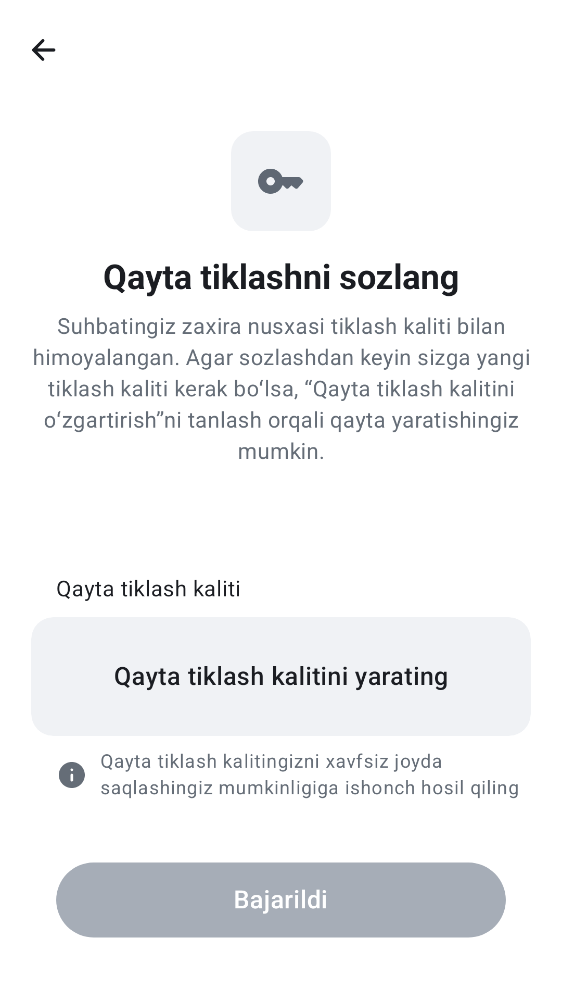 Qayta tiklashni sozlang
Suhbatingiz zaxira nusxasi tiklash kaliti bilan
himoyalangan. Agar sozlashdan keyin sizga yangi
tiklash kaliti kerak bo‘lsa, “Qayta tiklash kalitini
o‘zgartirish”ni tanlash orqali qayta yaratishingiz
mumkin.
Qayta tiklash kaliti
Qayta tiklash kalitini yarating
Qayta tiklash kalitingizni xavfsiz joyda
saqlashingiz mumkinligiga ishonch hosil qiling
Bajarildi